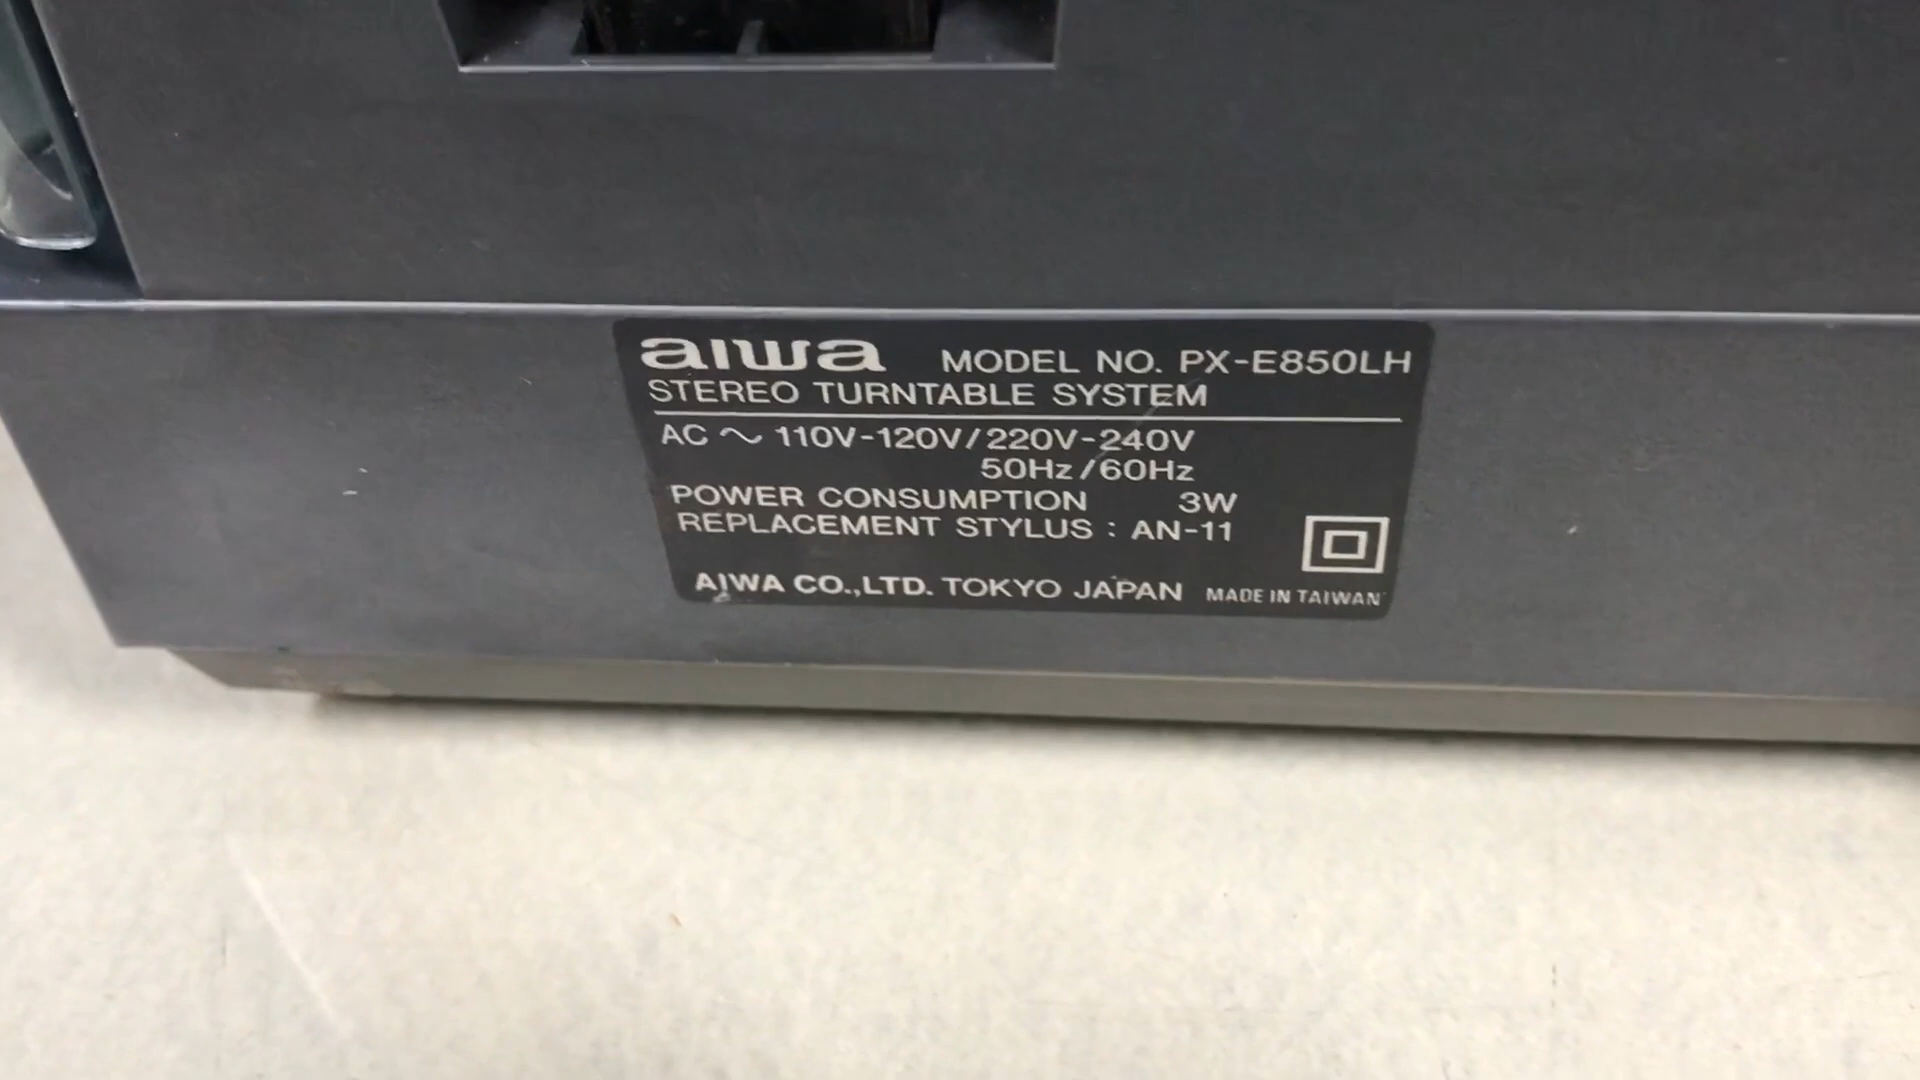 aiwa MODEL NO. PX-E850LH
STEREO TURNTABLE SYSTEM
AC ~ 110V-120V/220V-240V
50Hz/60Hz
POWER CONSUMPTION 3W
REPLACEMENT STYLUS : AN-11
AIWA CO.,LTD. TOKYO JAPAN MADE IN TAIWAN